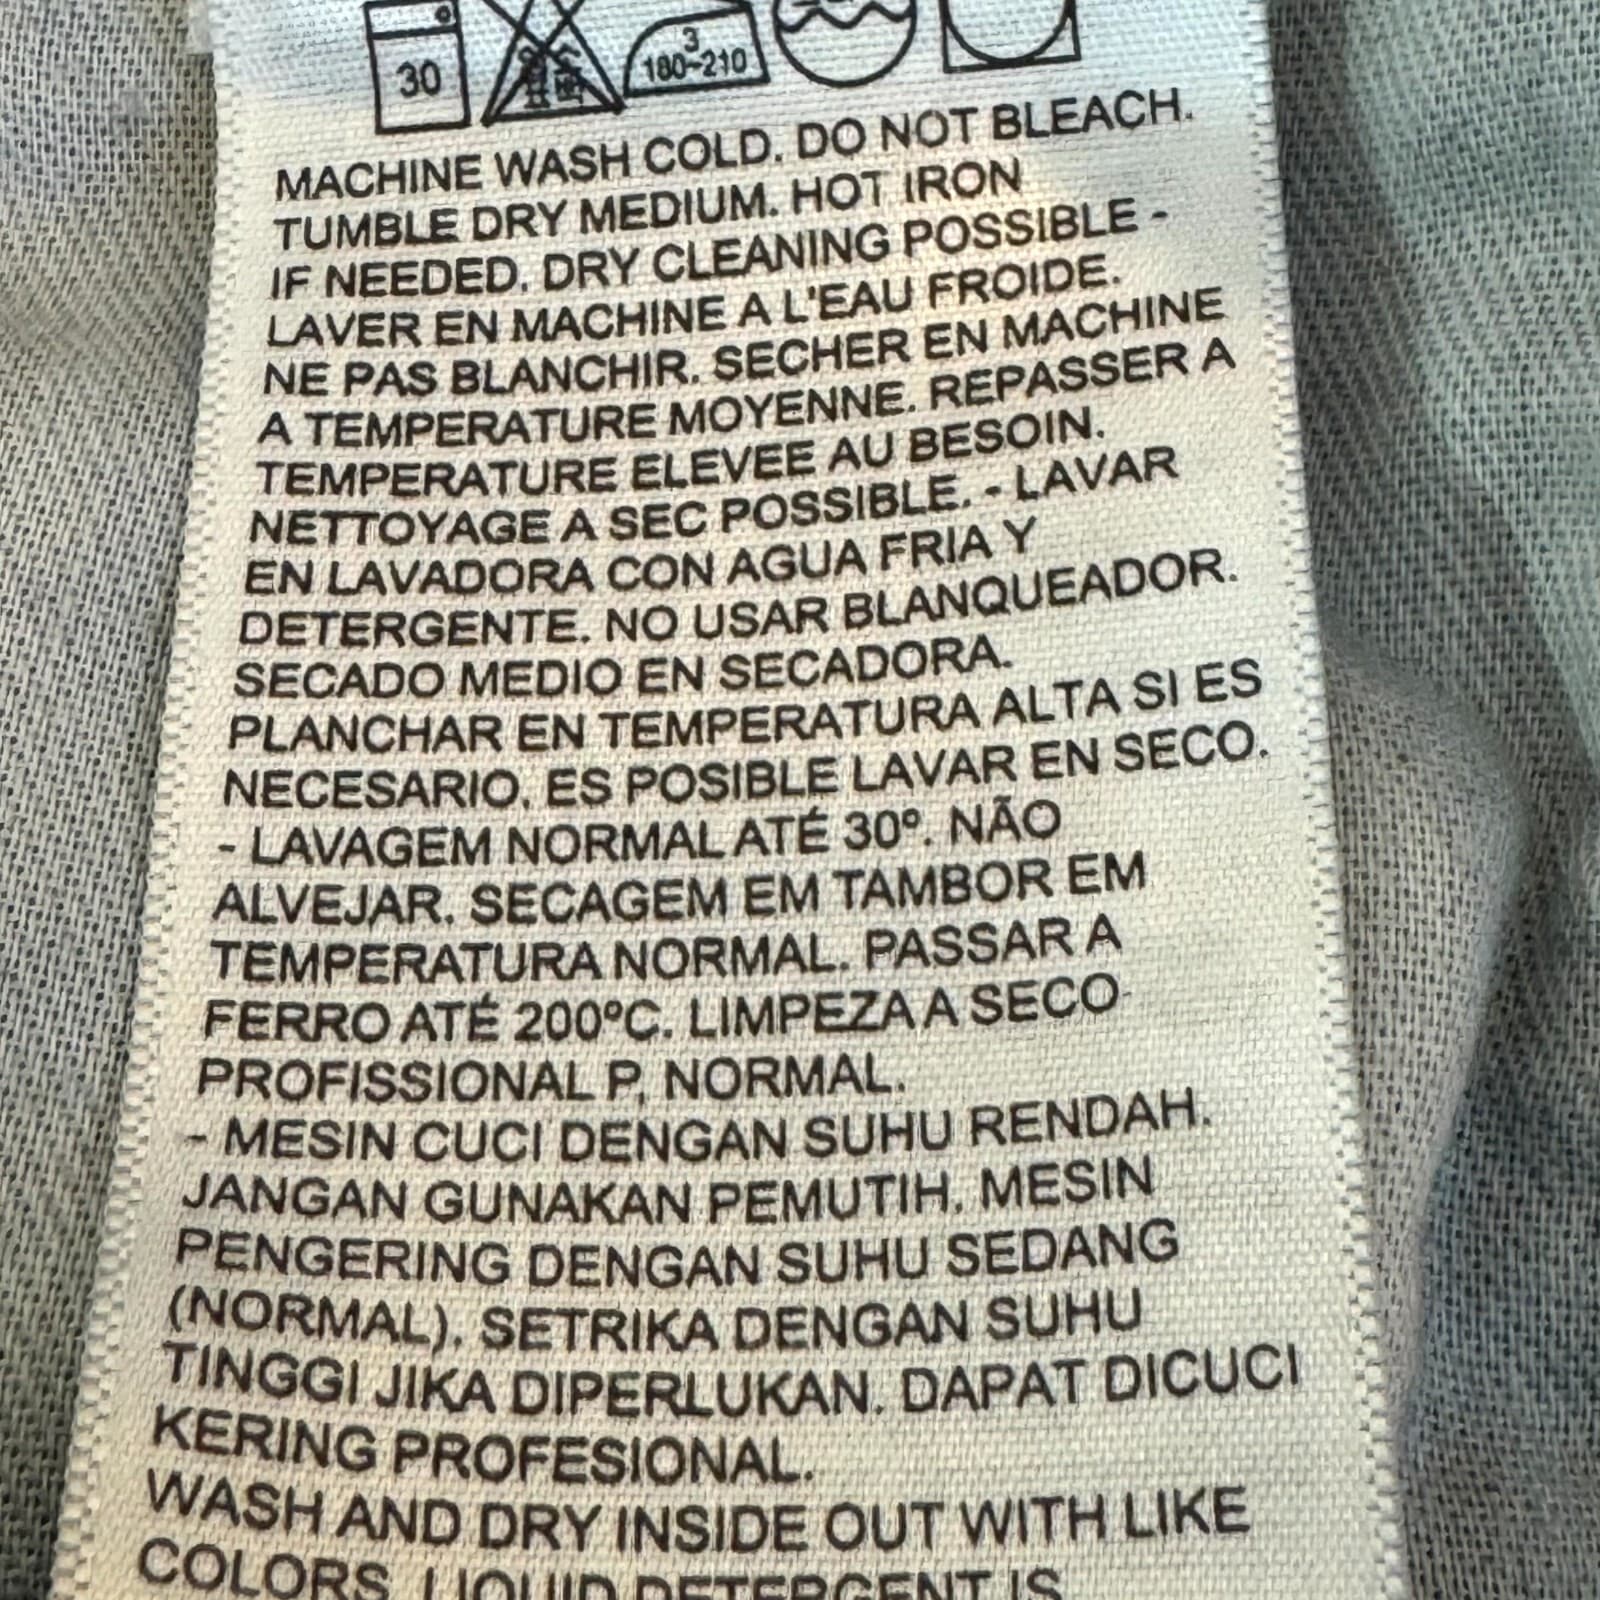 30
3
180~210
MACHINE WASH COLD. DO NOT BLEACH.
TUMBLE DRY MEDIUM. HOT IRON
IF NEEDED. DRY CLEANING POSSIBLE -
LAVER EN MACHINE A L'EAU FROIDE.
NE PAS BLANCHIR. SECHER EN MACHINE
A TEMPERATURE MOYENNE. REPASSER A
TEMPERATURE ELEVEE AU BESOIN.
NETTOYAGE A SEC POSSIBLE. - LAVAR
EN LAVADORA CON AGUA FRIA Y
DETERGENTE. NO USAR BLANQUEADOR.
SECADO MEDIO EN SECADORA.
PLANCHAR EN TEMPERATURA ALTA SI ES
NECESARIO. ES POSIBLE LAVAR EN SECO.
- LAVAGEM NORMAL ATÉ 30º. NÃO
ALVEJAR. SECAGEM EM TAMBOR EM
TEMPERATURA NORMAL. PASSAR A
FERRO ATÉ 200ºC. LIMPEZA A SECO
PROFISSIONAL P, NORMAL.
- MESIN CUCI DENGAN SUHU RENDAH.
JANGAN GUNAKAN PEMUTIH. MESIN
PENGERING DENGAN SUHU SEDANG
(NORMAL). SETRIKA DENGAN SUHU
TINGGI JIKA DIPERLUKAN. DAPAT DICUCI
KERING PROFESIONAL.
WASH AND DRY INSIDE OUT WITH LIKE
COLORS. LIQUID DETERGENT IS